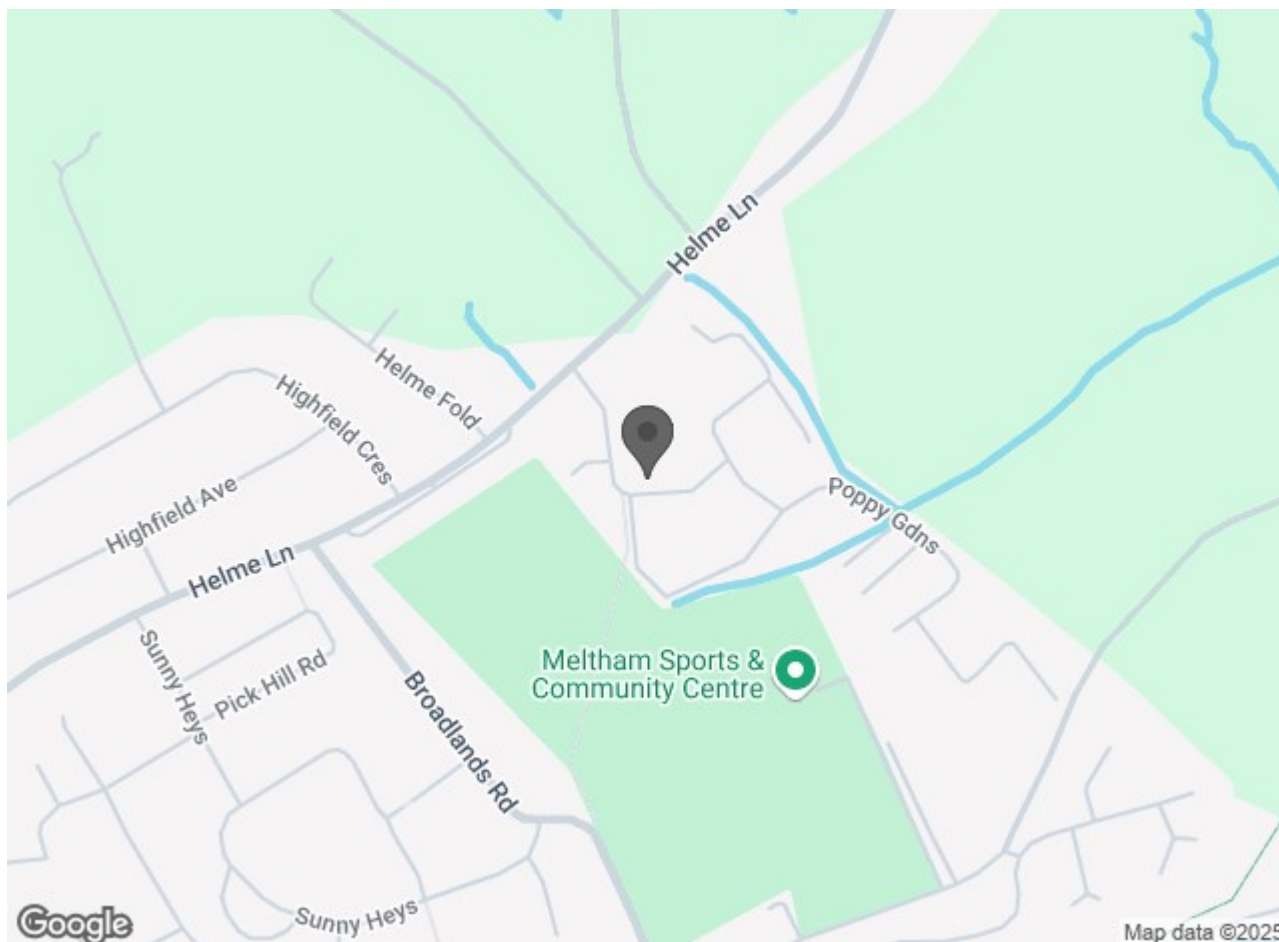 Helme Ln
Helme Fold
Highfield Cres
Highfield Ave
Poppy Gdns
Helme Ln
Sunny Heys
Pick Hill Rd
Meltham Sports &
Community Centre
Broadlands Rd
Sunny Heys
Google
Map data ©2025